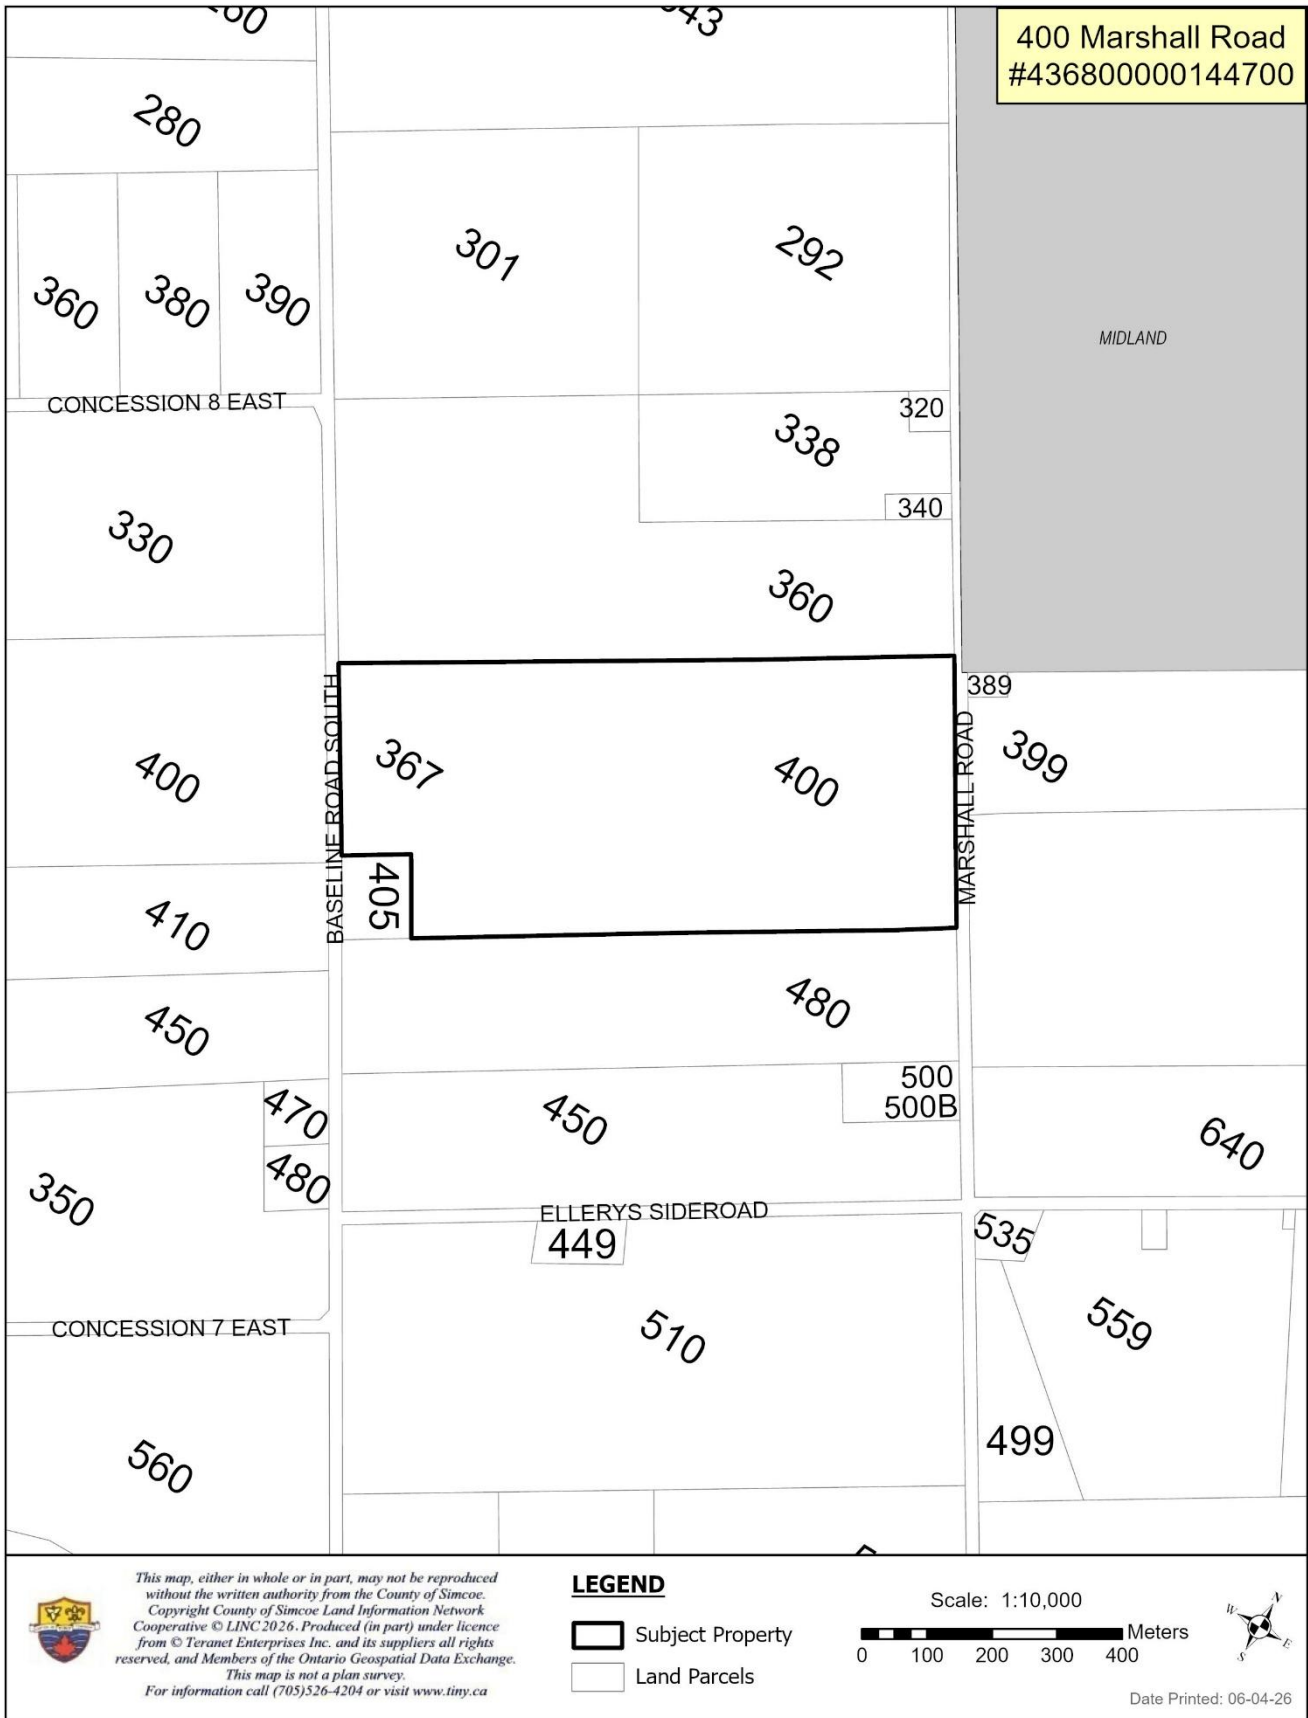 400 Marshall Road
#436800000144700
280
301
292
360
380
390
MIDLAND
CONCESSION 8 EAST
320
338
340
330
360
389
367
400
399
400
BASELINE ROAD SOUTH
MARSHALL ROAD
405
410
480
450
500
500B
470
450
640
480
350
ELLERYS SIDEROAD
449
535
CONCESSION 7 EAST
510
559
499
560
This map, either in whole or in part, may not be reproduced
without the written authority from the County of Simcoe.
Copyright County of Simcoe Land Information Network
Cooperative © LINC 2026. Produced (in part) under licence
from © Teranet Enterprises Inc. and its suppliers all rights
reserved, and Members of the Ontario Geospatial Data Exchange.
This map is not a plan survey.
For information call (705)526-4204 or visit www.tiny.ca
LEGEND
Subject Property
Land Parcels
Scale: 1:10,000
Meters
0 100 200 300 400
N
W
E
S
Date Printed: 06-04-26